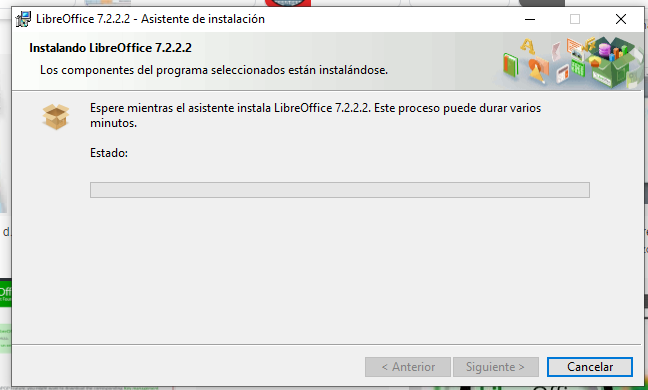 LibreOffice 7.2.2.2 - Asistente de instalación
Instalando LibreOffice 7.2.2.2
Los componentes del programa seleccionados están instalándose.
Espere mientras el asistente instala LibreOffice 7.2.2.2. Este proceso puede durar varios
minutos.
Estado:
< Anterior
Siguiente >
Cancelar